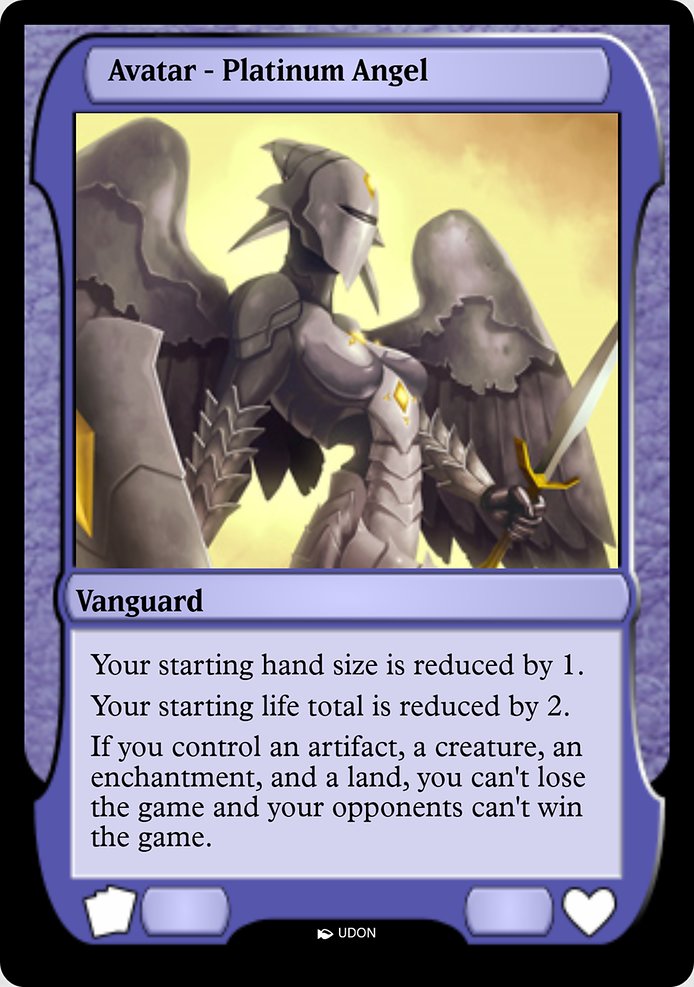 Avatar - Platinum Angel
Vanguard
Your starting hand size is reduced by 1.
Your starting life total is reduced by 2.
If you control an artifact, a creature, an
enchantment, and a land, you can't lose
the game and your opponents can't win
the game.
UDON